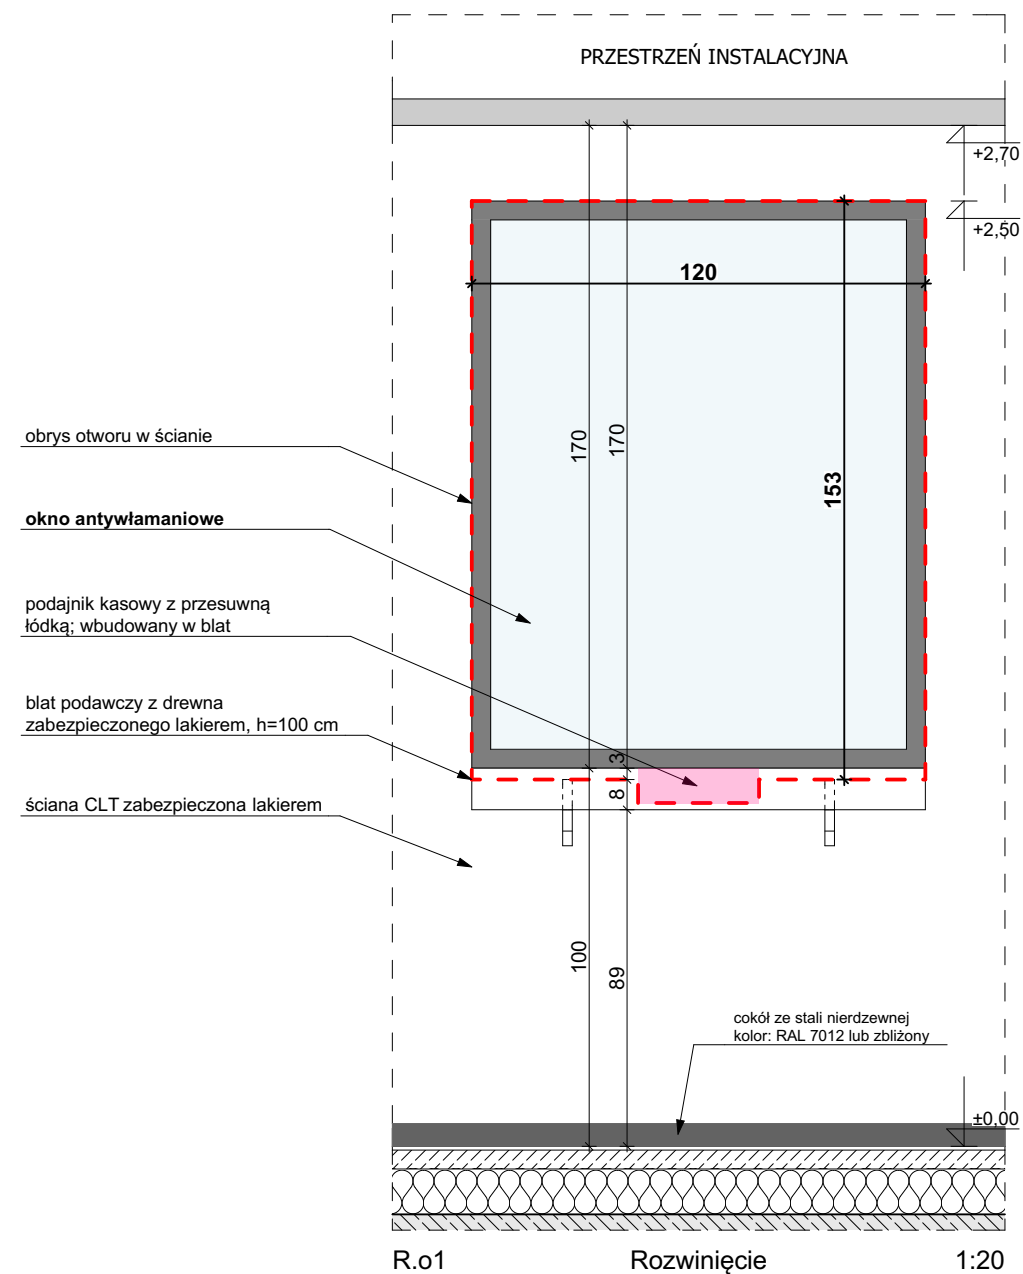 PRZESTRZEŃ INSTALACYJNA
+2,70
+2,50
120
170
170
153
obrys otworu w ścianie
okno antywłamaniowe
podajnik kasowy z przesuwną
łódką; wbudowany w blat
blat podawczy z drewna
zabezpieczonego lakierem, h=100 cm
3
8
ściana CLT zabezpieczona lakierem
100
89
cokół ze stali nierdzewnej
kolor: RAL 7012 lub zbliżony
±0,00
R.o1 Rozwinięcie 1:20